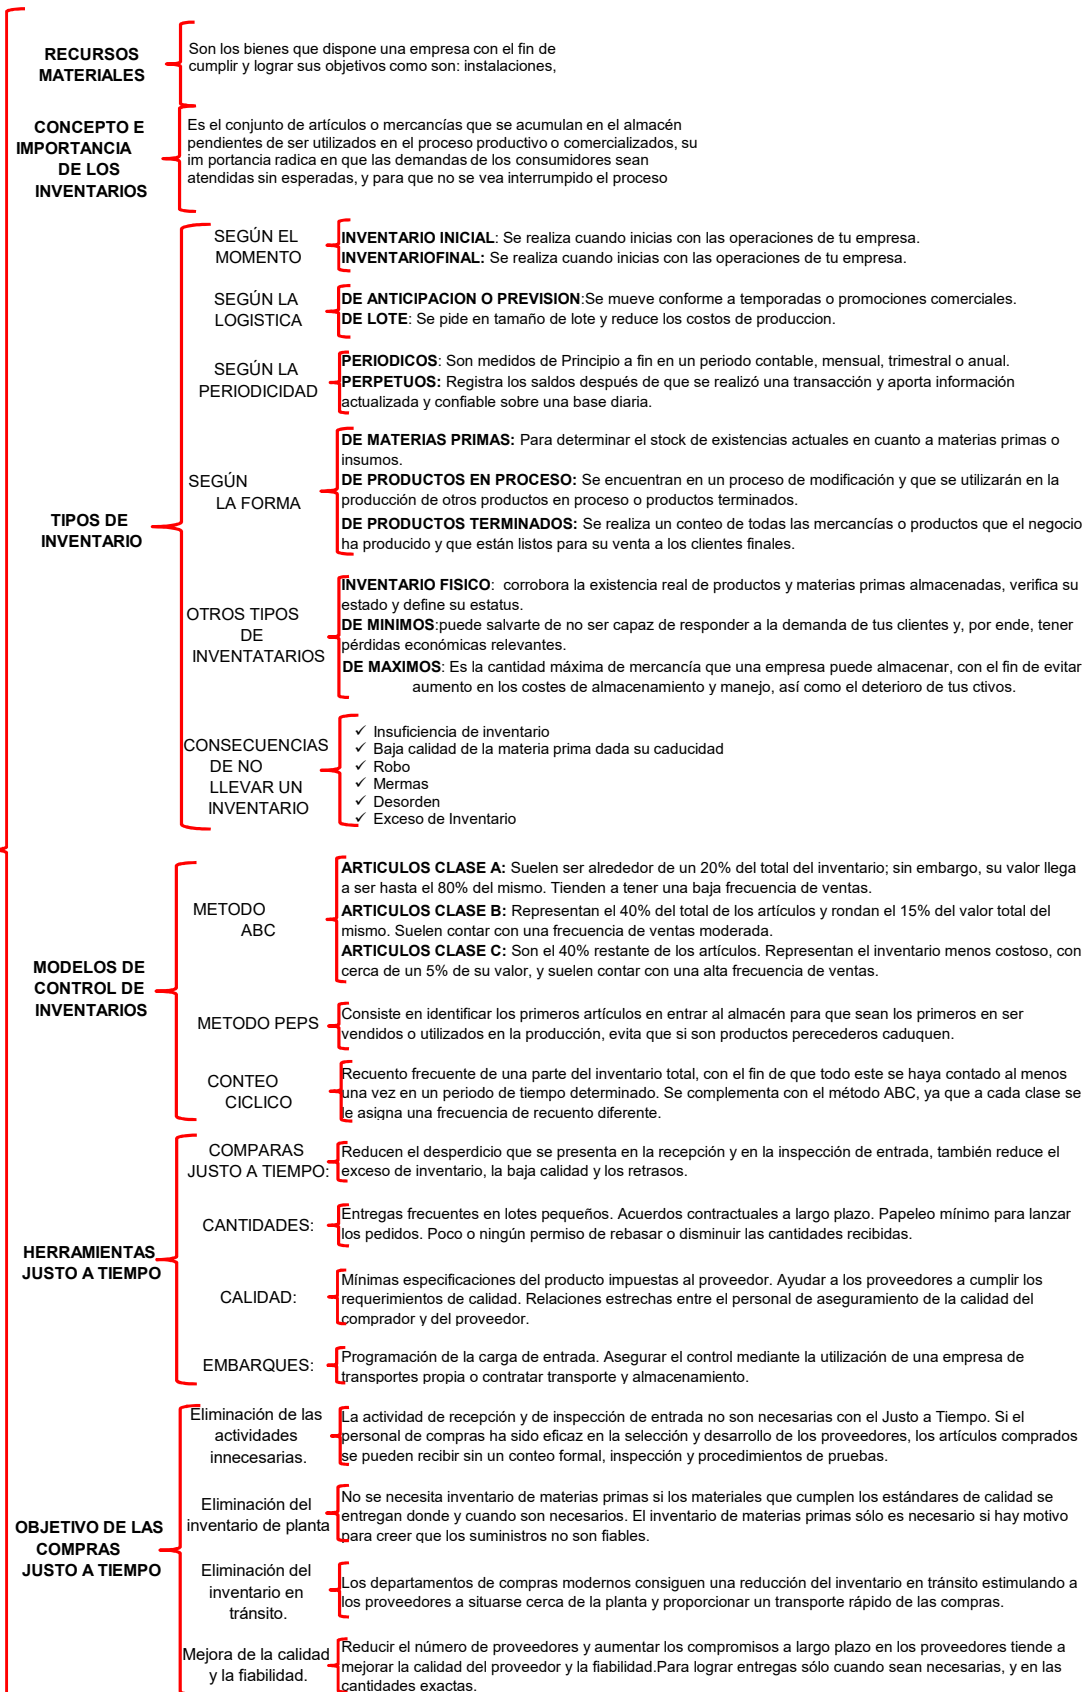 RECURSOS
MATERIALES
Son los bienes que dispone una empresa con el fin de
cumplir y lograr sus objetivos como son: instalaciones,
CONCEPTO E
IMPORTANCIA
DE LOS
INVENTARIOS
Es el conjunto de artículos o mercancías que se acumulan en el almacén
pendientes de ser utilizados en el proceso productivo o comercializados, su
im portancia radica en que las demandas de los consumidores sean
atendidas sin esperadas, y para que no se vea interrumpido el proceso
TIPOS DE
INVENTARIO
SEGÚN EL
MOMENTO
INVENTARIO INICIAL: Se realiza cuando inicias con las operaciones de tu empresa.
INVENTARIOFINAL: Se realiza cuando inicias con las operaciones de tu empresa.
SEGÚN LA
LOGISTICA
DE ANTICIPACION O PREVISION:Se mueve conforme a temporadas o promociones comerciales.
DE LOTE: Se pide en tamaño de lote y reduce los costos de produccion.
SEGÚN LA
PERIODICIDAD
PERIODICOS: Son medidos de Principio a fin en un periodo contable, mensual, trimestral o anual.
PERPETUOS: Registra los saldos después de que se realizó una transacción y aporta información
actualizada y confiable sobre una base diaria.
SEGÚN
LA FORMA
DE MATERIAS PRIMAS: Para determinar el stock de existencias actuales en cuanto a materias primas o
insumos.
DE PRODUCTOS EN PROCESO: Se encuentran en un proceso de modificación y que se utilizarán en la
producción de otros productos en proceso o productos terminados.
DE PRODUCTOS TERMINADOS: Se realiza un conteo de todas las mercancías o productos que el negocio
ha producido y que están listos para su venta a los clientes finales.
OTROS TIPOS
DE
INVENTATARIOS
INVENTARIO FISICO: corrobora la existencia real de productos y materias primas almacenadas, verifica su
estado y define su estatus.
DE MINIMOS:puede salvarte de no ser capaz de responder a la demanda de tus clientes y, por ende, tener
pérdidas económicas relevantes.
DE MAXIMOS: Es la cantidad máxima de mercancía que una empresa puede almacenar, con el fin de evitar
aumento en los costes de almacenamiento y manejo, así como el deterioro de tus ctivos.
CONSECUENCIAS
DE NO
LLEVAR UN
INVENTARIO
✓ Insuficiencia de inventario
✓ Baja calidad de la materia prima dada su caducidad
✓ Robo
✓ Mermas
✓ Desorden
✓ Exceso de Inventario
MODELOS DE
CONTROL DE
INVENTARIOS
METODO
ABC
ARTICULOS CLASE A: Suelen ser alrededor de un 20% del total del inventario; sin embargo, su valor llega
a ser hasta el 80% del mismo. Tienden a tener una baja frecuencia de ventas.
ARTICULOS CLASE B: Representan el 40% del total de los artículos y rondan el 15% del valor total del
mismo. Suelen contar con una frecuencia de ventas moderada.
ARTICULOS CLASE C: Son el 40% restante de los artículos. Representan el inventario menos costoso, con
cerca de un 5% de su valor, y suelen contar con una alta frecuencia de ventas.
METODO PEPS
Consiste en identificar los primeros artículos en entrar al almacén para que sean los primeros en ser
vendidos o utilizados en la producción, evita que si son productos perecederos caduquen.
CONTEO
CICLICO
Recuento frecuente de una parte del inventario total, con el fin de que todo este se haya contado al menos
una vez en un periodo de tiempo determinado. Se complementa con el método ABC, ya que a cada clase se
le asigna una frecuencia de recuento diferente.
HERRAMIENTAS
JUSTO A TIEMPO
COMPARAS
JUSTO A TIEMPO:
Reducen el desperdicio que se presenta en la recepción y en la inspección de entrada, también reduce el
exceso de inventario, la baja calidad y los retrasos.
CANTIDADES:
Entregas frecuentes en lotes pequeños. Acuerdos contractuales a largo plazo. Papeleo mínimo para lanzar
los pedidos. Poco o ningún permiso de rebasar o disminuir las cantidades recibidas.
CALIDAD:
Mínimas especificaciones del producto impuestas al proveedor. Ayudar a los proveedores a cumplir los
requerimientos de calidad. Relaciones estrechas entre el personal de aseguramiento de la calidad del
comprador y del proveedor.
EMBARQUES:
Programación de la carga de entrada. Asegurar el control mediante la utilización de una empresa de
transportes propia o contratar transporte y almacenamiento.
OBJETIVO DE LAS
COMPRAS
JUSTO A TIEMPO
Eliminación de las
actividades
innecesarias.
La actividad de recepción y de inspección de entrada no son necesarias con el Justo a Tiempo. Si el
personal de compras ha sido eficaz en la selección y desarrollo de los proveedores, los artículos comprados
se pueden recibir sin un conteo formal, inspección y procedimientos de pruebas.
Eliminación del
inventario de planta
No se necesita inventario de materias primas si los materiales que cumplen los estándares de calidad se
entregan donde y cuando son necesarios. El inventario de materias primas sólo es necesario si hay motivo
para creer que los suministros no son fiables.
Eliminación del
inventario en
tránsito.
Los departamentos de compras modernos consiguen una reducción del inventario en tránsito estimulando a
los proveedores a situarse cerca de la planta y proporcionar un transporte rápido de las compras.
Mejora de la calidad
y la fiabilidad.
Reducir el número de proveedores y aumentar los compromisos a largo plazo en los proveedores tiende a
mejorar la calidad del proveedor y la fiabilidad.Para lograr entregas sólo cuando sean necesarias, y en las
cantidades exactas.